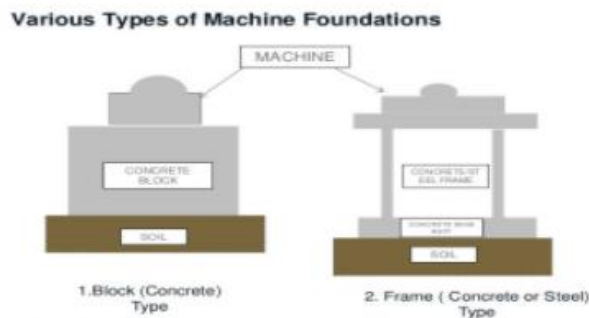 Various Types of Machine Foundations
MACHINE
CONCRETE
BLOCK
CONCRETE/ST
EEL FRAME
CONCRETE BASE
SOIL
SOIL
1.Block (Concrete)
Type
2. Frame ( Concrete or Steel)
Type